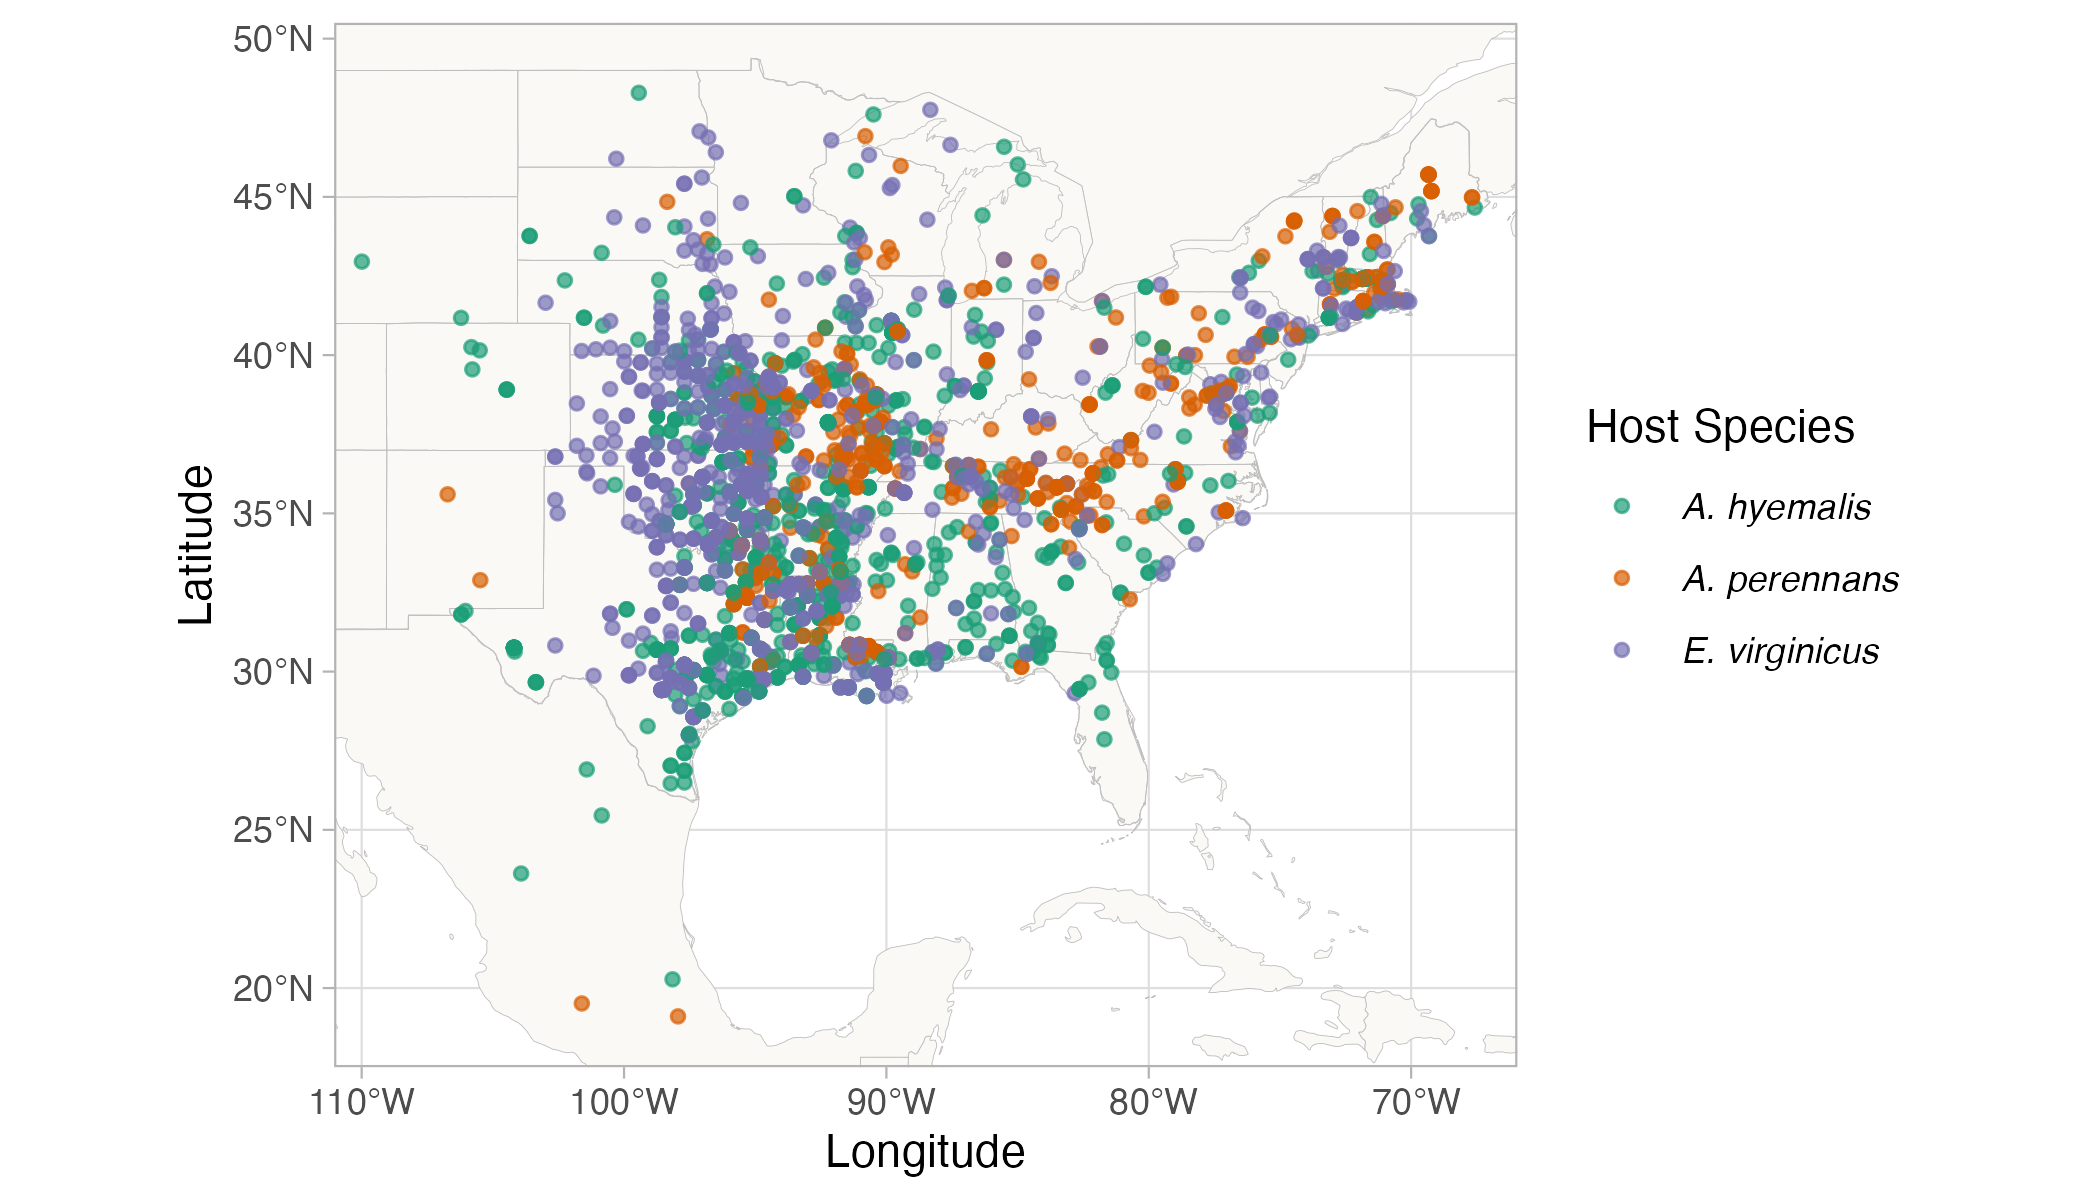 50°N
45°N
40°N
35°N
30°N
25°N
20°N
Latitude
110°W
100°W
90°W
80°W
70°W
Longitude
Host Species
A. hyemalis
A. perennans
E. virginicus